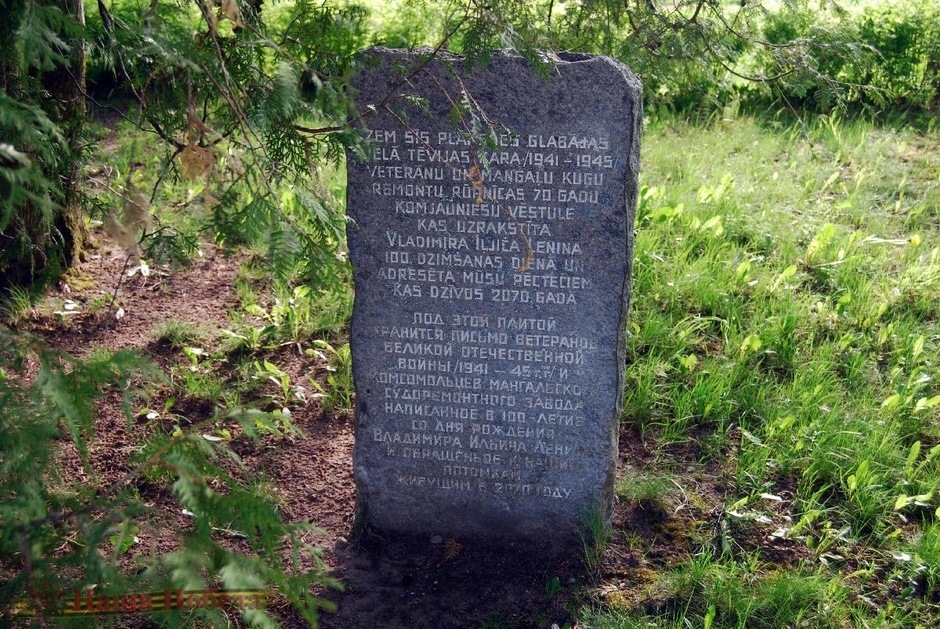 ZEM ŠĪS GLABĀJAS
TĒVIJAS KARA/1941-1945/
VETERĀNU UN MANGAĻU KUĢU
REMONTU RŪPNĪCAS 70. GADU
KOMJAUNIEŠU VĒSTULE
KAS UZRAKSTĪTA
VLADIMIRA IĻJIČA ĻEŅINA
100. DZIMŠANAS DIENĀ UN
ADRESĒTA MŪSU PĒCTEČIEM
KAS DZĪVOS 2070. GADĀ
ПОД ЭТОЙ ПЛИТОЙ
ХРАНИТСЯ ПИСЬМО ВЕТЕРАНОВ
ВЕЛИКОЙ ОТЕЧЕСТВЕННОЙ
ВОЙНЫ/1941-45 г.г/ И
КОМСОМОЛЬЦЕВ МАНГАЛЬСКОГО
СУДОРЕМОНТНОГО ЗАВОДА
НАПИСАННОЕ В 100-ЛЕТИЕ
СО ДНЯ РОЖДЕНИЯ
ВЛАДИМИРА ИЛЬИЧА ЛЕНИНА
И ОБРАЩЁННОЕ К НАШИМ
ПОТОМКАМ
ЖИВУЩИМ В 2070 ГОДУ